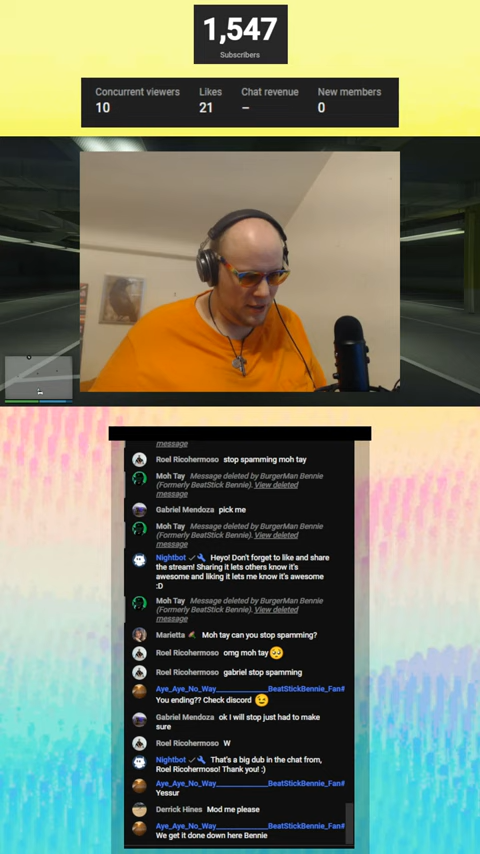 1,547
Subscribers
Concurrent viewers Likes Chat revenue New members
10 21 – 0
message
Roel Ricohermoso stop spamming moh tay
Moh Tay Message deleted by BurgerMan Bennie
(Formerly BeatStick Bennie). View deleted
message
Gabriel Mendoza pick me
Moh Tay Message deleted by BurgerMan Bennie
(Formerly BeatStick Bennie). View deleted
message
Nightbot Heyo! Don't forget to like and share
the stream! Sharing it lets others know it's
awesome and liking it lets me know it's awesome
:D
Moh Tay Message deleted by BurgerMan Bennie
(Formerly BeatStick Bennie). View deleted
message
Marietta Moh tay can you stop spamming?
Roel Ricohermoso omg moh tay🥺
Roel Ricohermoso gabriel stop spamming
Aye_Aye_No_Way____________BeatStickBennie_Fan#
You ending?? Check discord 😉
Gabriel Mendoza ok I will stop just had to make
sure
Roel Ricohermoso W
Nightbot That's a big dub in the chat from,
Roel Ricohermoso! Thank you! :)
Aye_Aye_No_Way____________BeatStickBennie_Fan#
Yessur
Derrick Hines Mod me please
Aye_Aye_No_Way____________BeatStickBennie_Fan#
We get it done down here Bennie